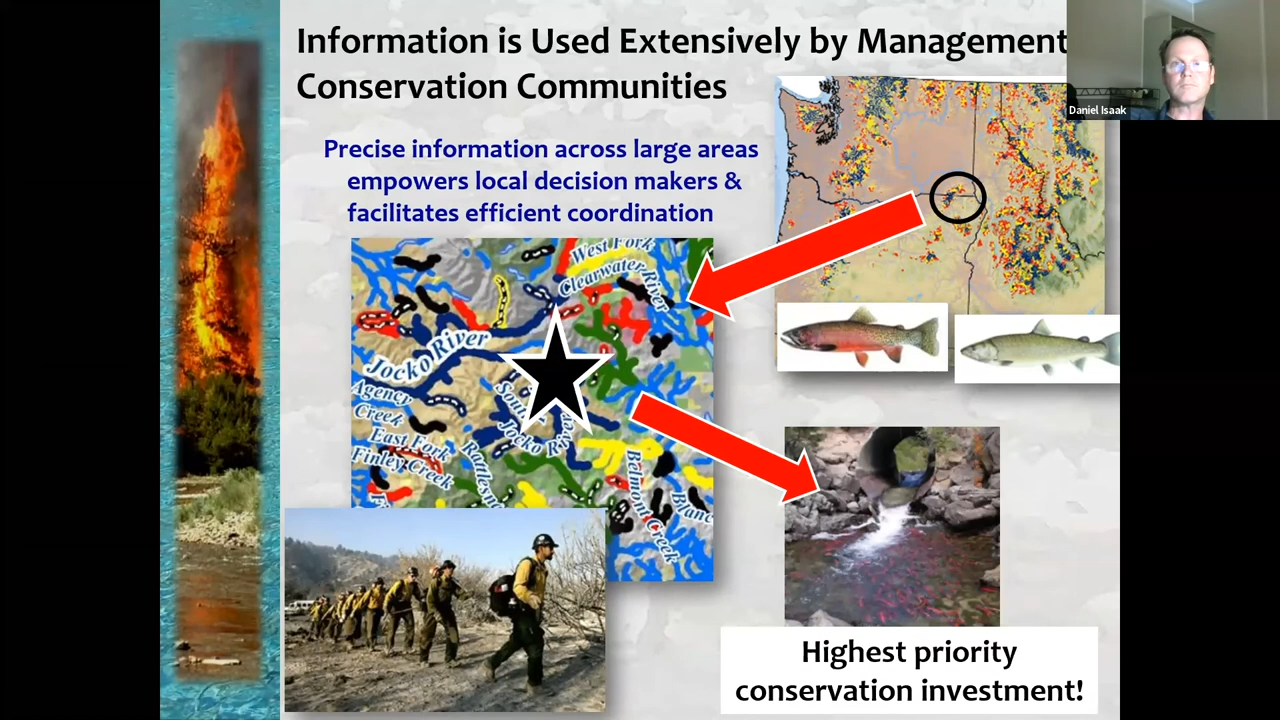 Information is Used Extensively by Management
Conservation Communities
Daniel Isaak
Precise information across large areas
empowers local decision makers &
facilitates efficient coordination
West Fork
Clearwater River
Jocko River
Agency
Creek
South
Jocko River
East Fork
Finley Creek
Belmont Creek
Highest priority
conservation investment!